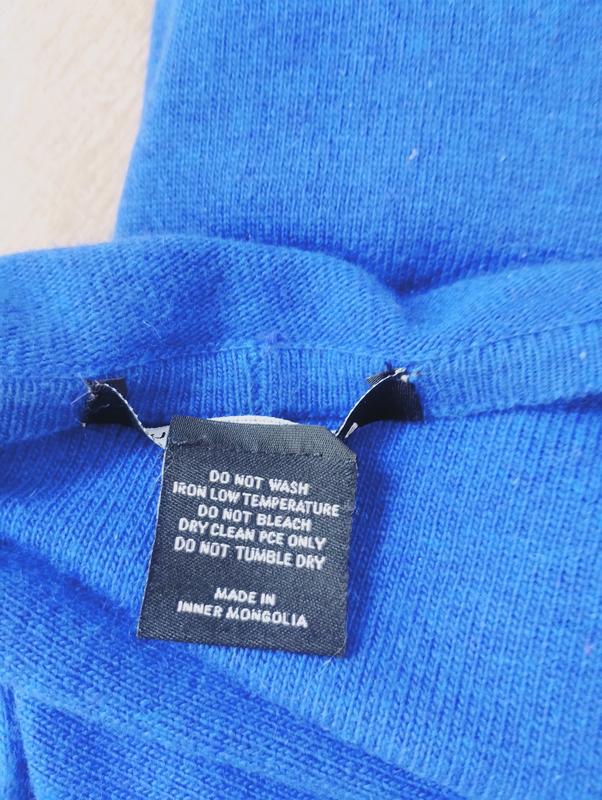 DO NOT WASH
IRON LOW TEMPERATURE
DO NOT BLEACH
DRY CLEAN PCE ONLY
DO NOT TUMBLE DRY
MADE IN
INNER MONGOLIA